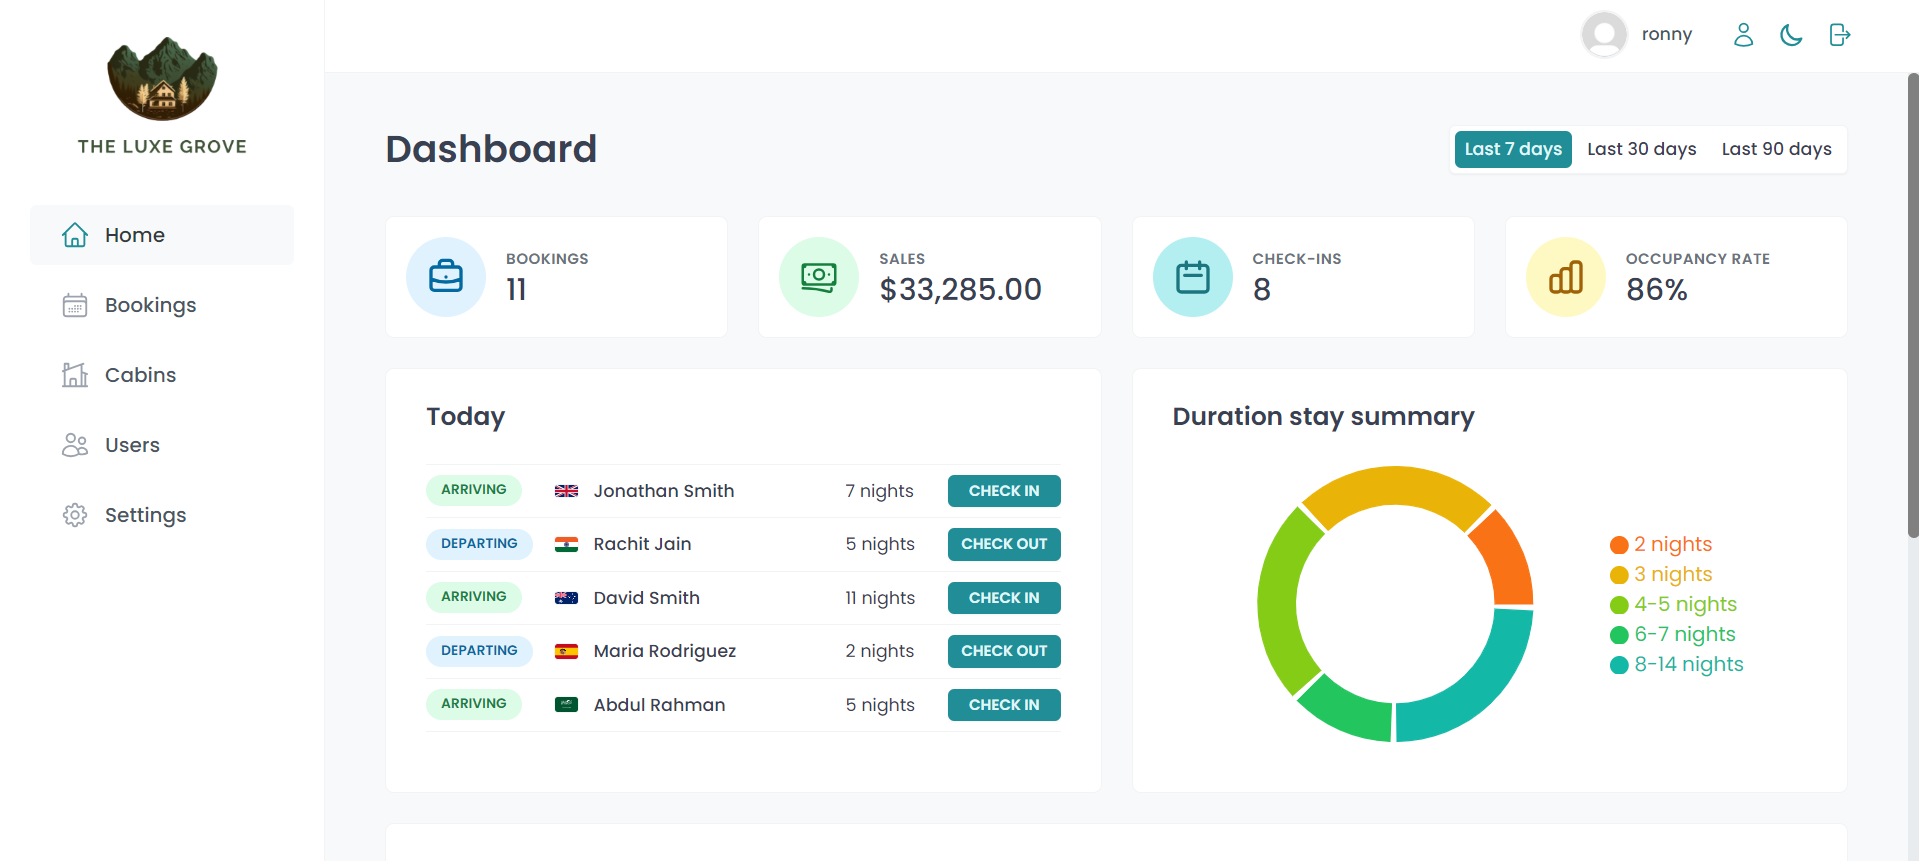 THE LUXE GROVE
Home
Bookings
Cabins
Users
Settings
ronny
Dashboard
Last 7 days Last 30 days Last 90 days
BOOKINGS
11
SALES
$33,285.00
CHECK-INS
8
OCCUPANCY RATE
86%
Today
ARRIVING Jonathan Smith 7 nights CHECK IN
DEPARTING Rachit Jain 5 nights CHECK OUT
ARRIVING David Smith 11 nights CHECK IN
DEPARTING Maria Rodriguez 2 nights CHECK OUT
ARRIVING Abdul Rahman 5 nights CHECK IN
Duration stay summary
2 nights
3 nights
4-5 nights
6-7 nights
8-14 nights